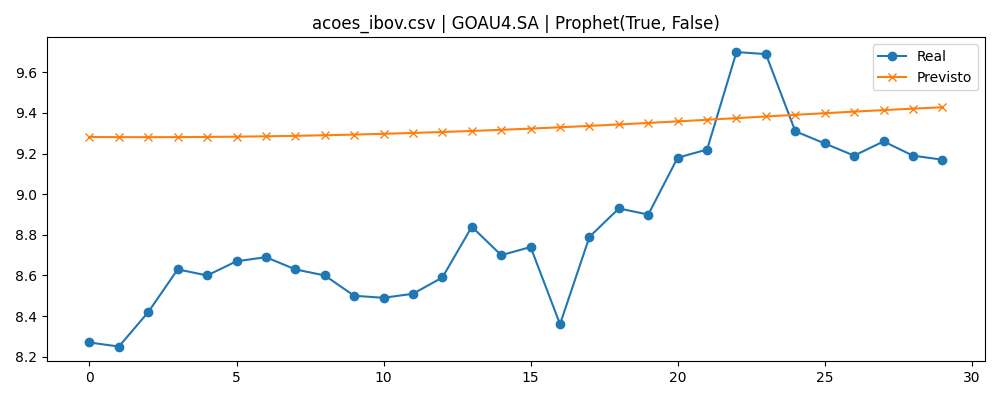 acoes_ibov.csv | GOAU4.SA | Prophet(True, False)
Real
Previsto
9.6
9.4
9.2
9.0
8.8
8.6
8.4
8.2
0 5 10 15 20 25 30